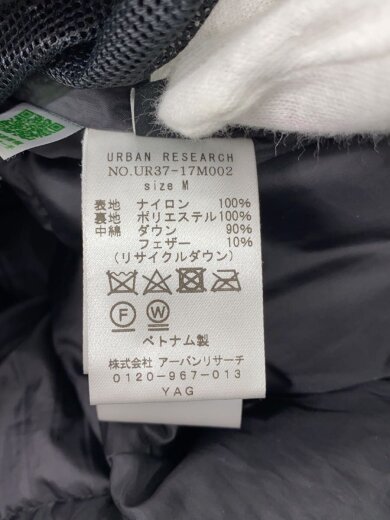 URBAN RESEARCH
NO.UR37-17M002
size M
表地 ナイロン 100%
裏地 ポリエステル100%
中綿 ダウン 90%
フェザー 10%
(リサイクルダウン)
F W
ベトナム製
株式会社 アーバンリサーチ
0120-967-013
YAG